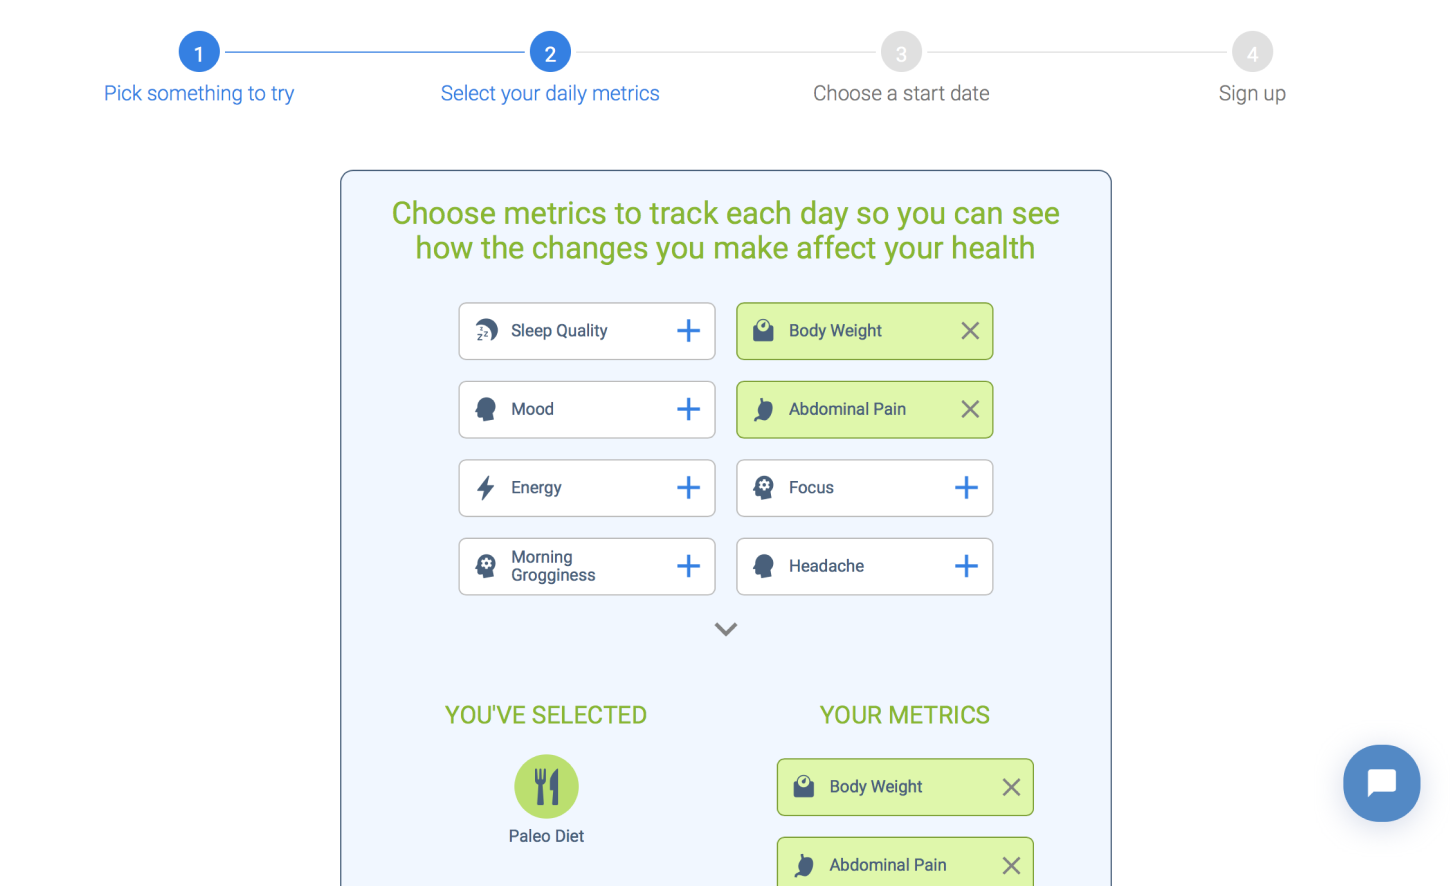 1
2
3
4
Pick something to try
Select your daily metrics
Choose a start date
Sign up
Choose metrics to track each day so you can see
how the changes you make affect your health
Sleep Quality
Body Weight
Mood
Abdominal Pain
Energy
Focus
Morning
Grogginess
Headache
YOU'VE SELECTED
YOUR METRICS
Paleo Diet
Body Weight
Abdominal Pain